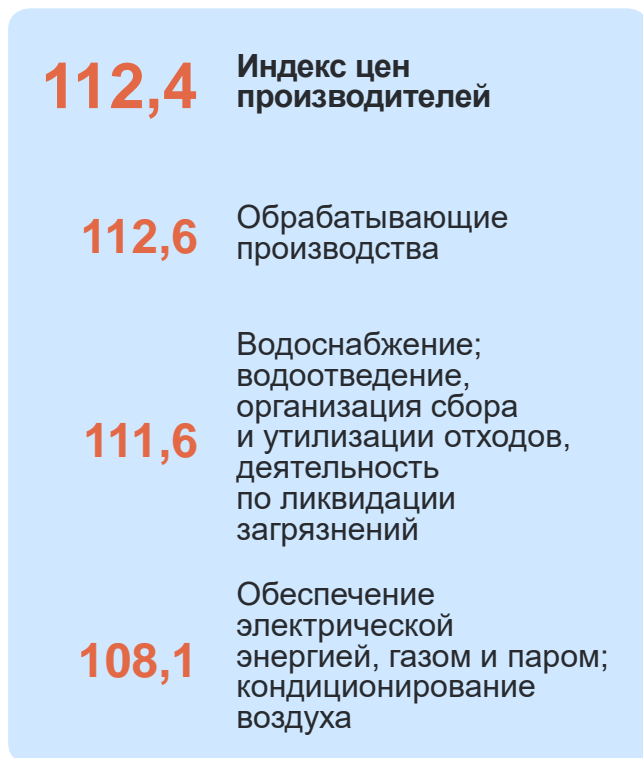 112,4
Индекс цен
производителей
112,6
Обрабатывающие
производства
111,6
Водоснабжение;
водоотведение,
организация сбора
и утилизации отходов,
деятельность
по ликвидации
загрязнений
108,1
Обеспечение
электрической
энергией, газом и паром;
кондиционирование
воздуха